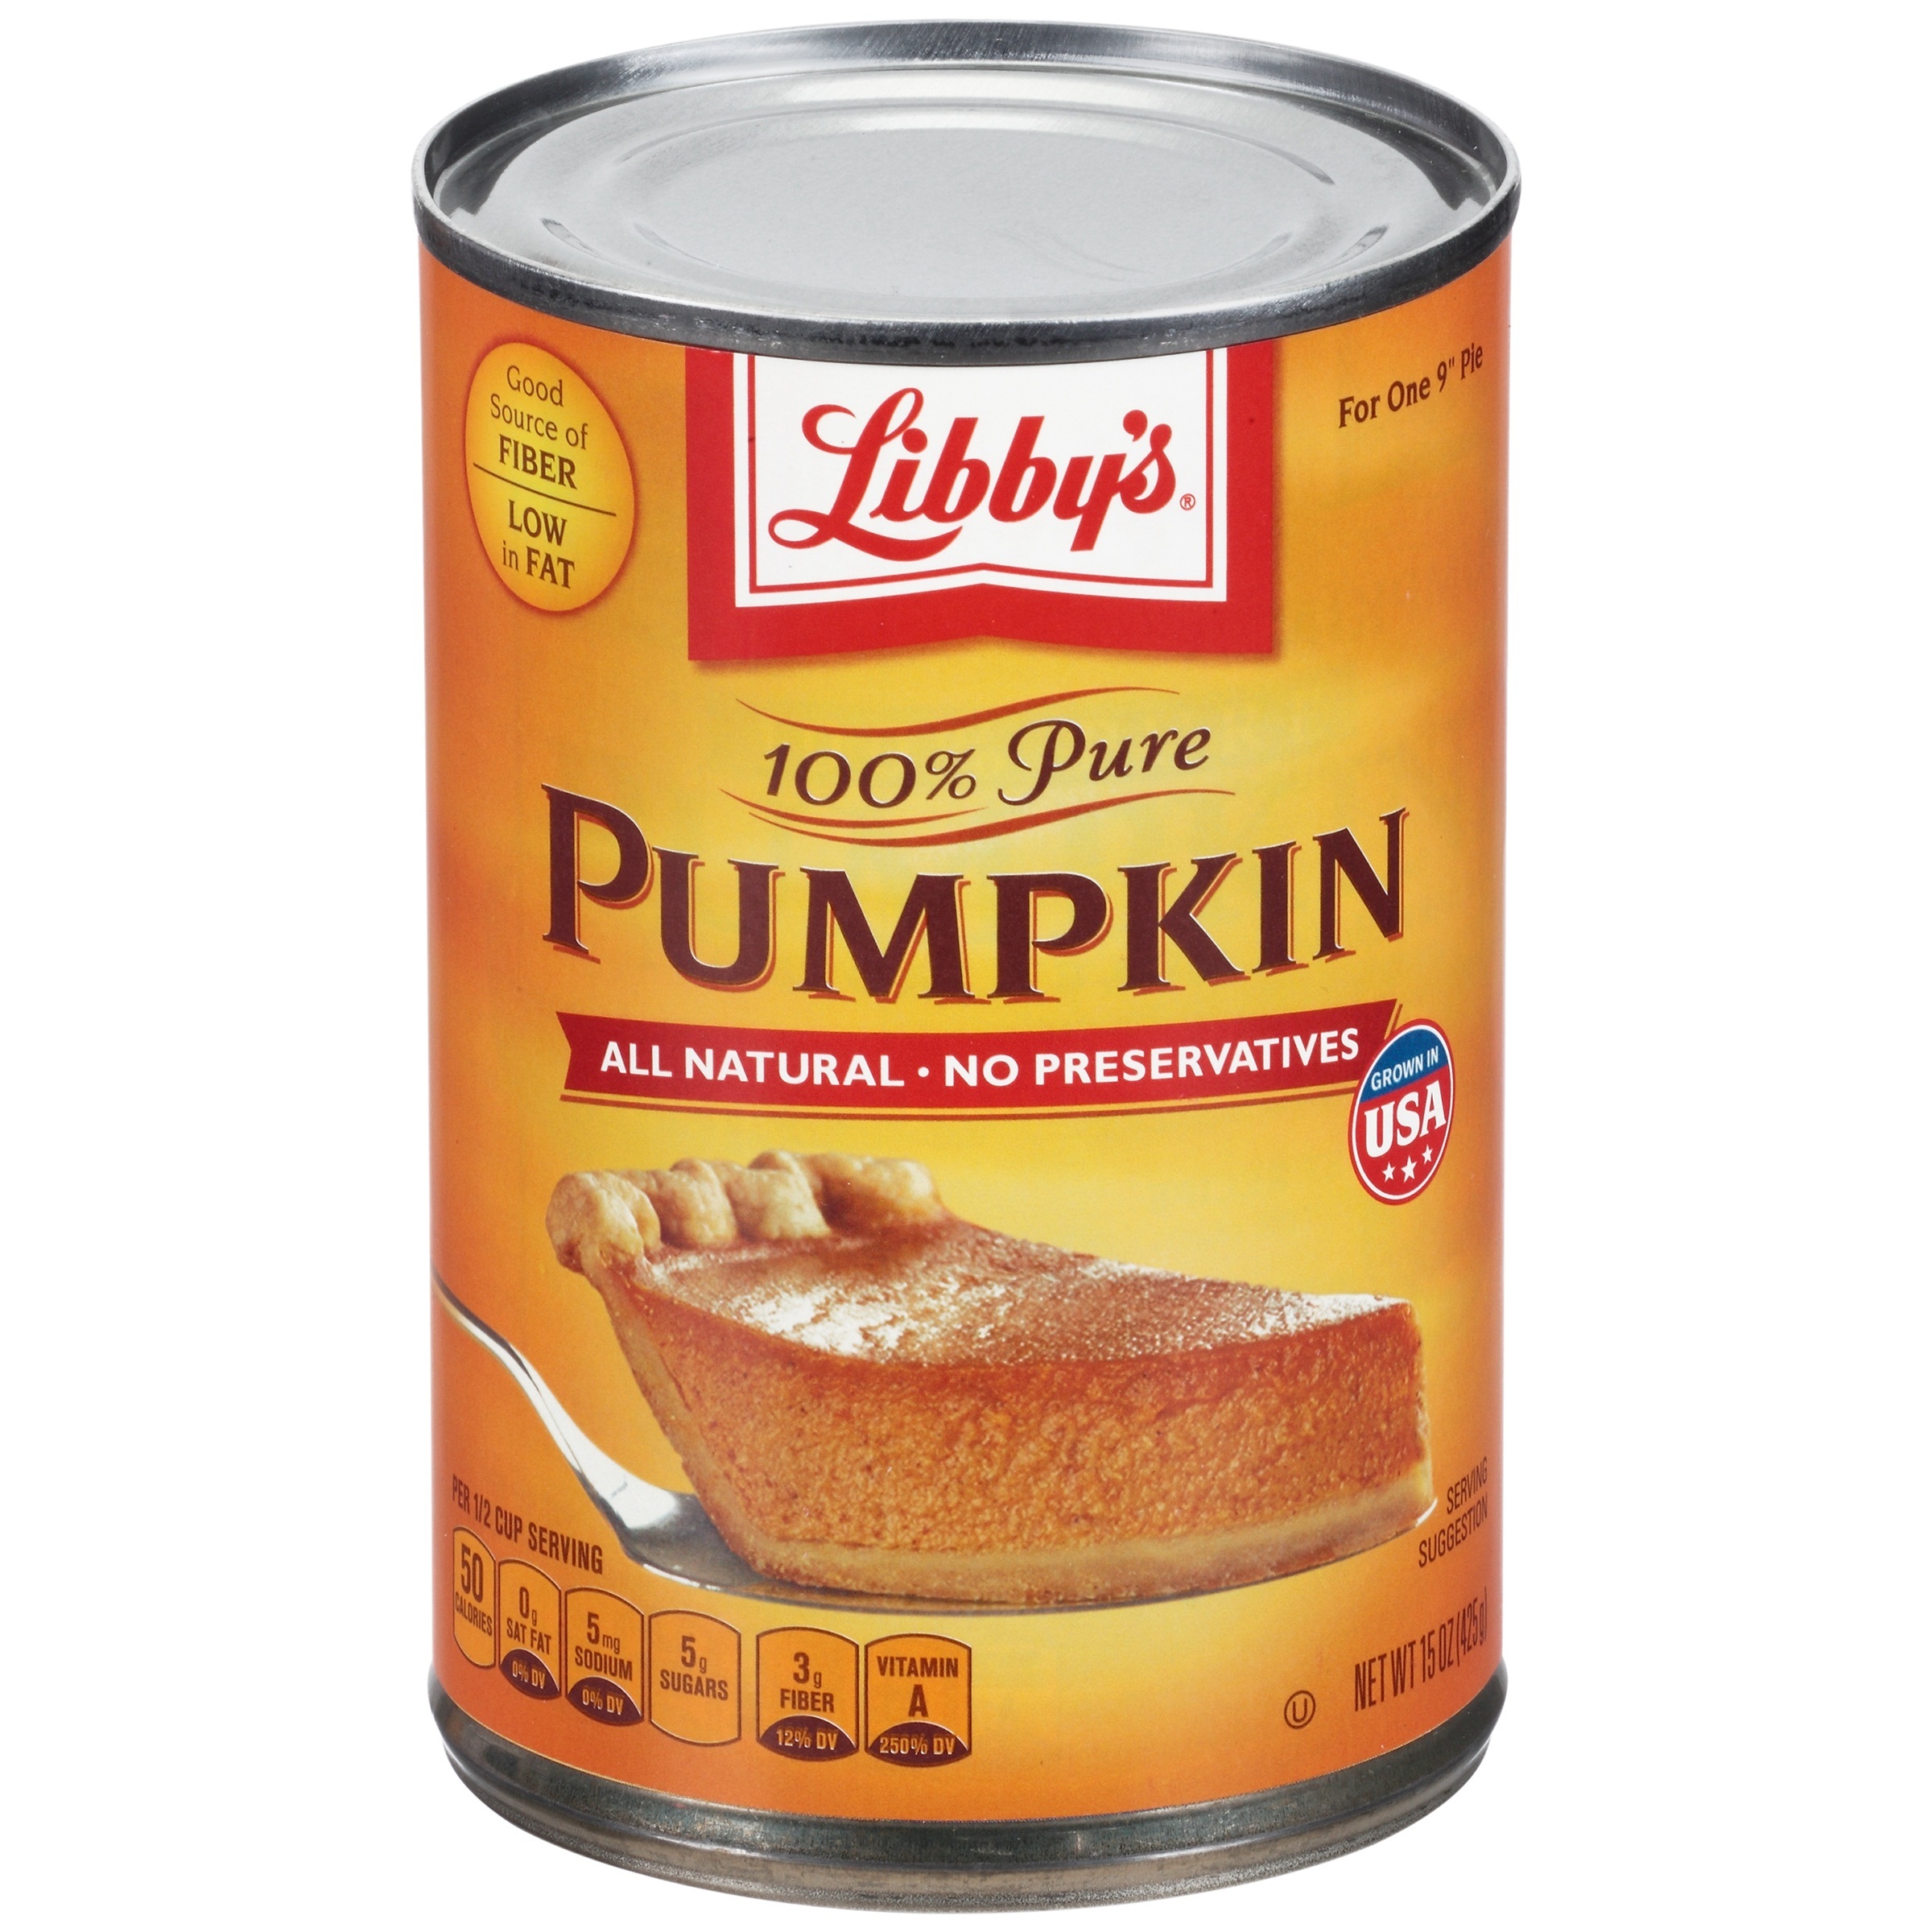 Good
Source of
FIBER
LOW
in FAT
Libby's®
For One 9" Pie
100% Pure
PUMPKIN
ALL NATURAL • NO PRESERVATIVES
GROWN IN
USA
SERVING
SUGGESTION
PER 1/2 CUP SERVING
50
CALORIES
0g
SAT FAT
0% DV
5mg
SODIUM
0% DV
5g
SUGARS
3g
FIBER
12% DV
VITAMIN
A
250% DV
U
NET WT 15 OZ (425g)